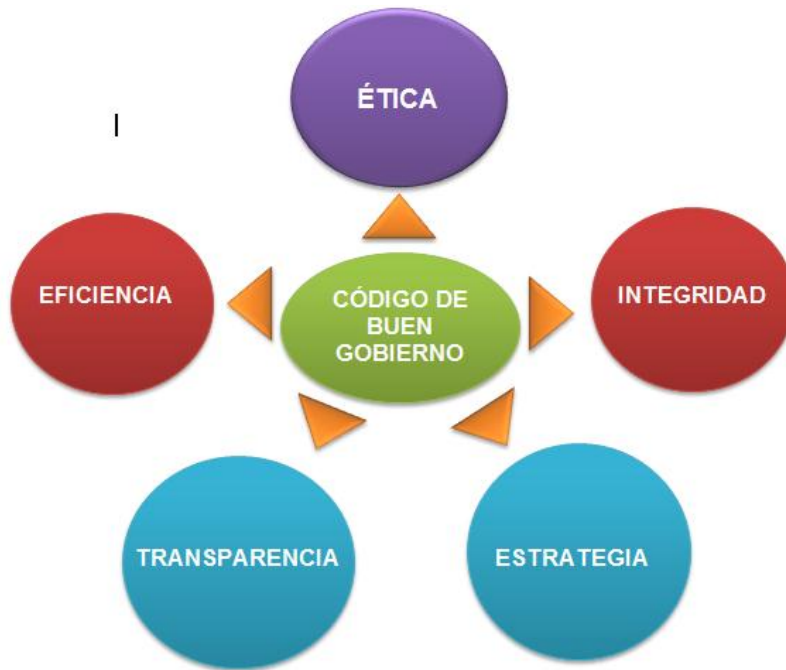 ÉTICA
EFICIENCIA
CÓDIGO DE
BUEN
GOBIERNO
INTEGRIDAD
TRANSPARENCIA
ESTRATEGIA